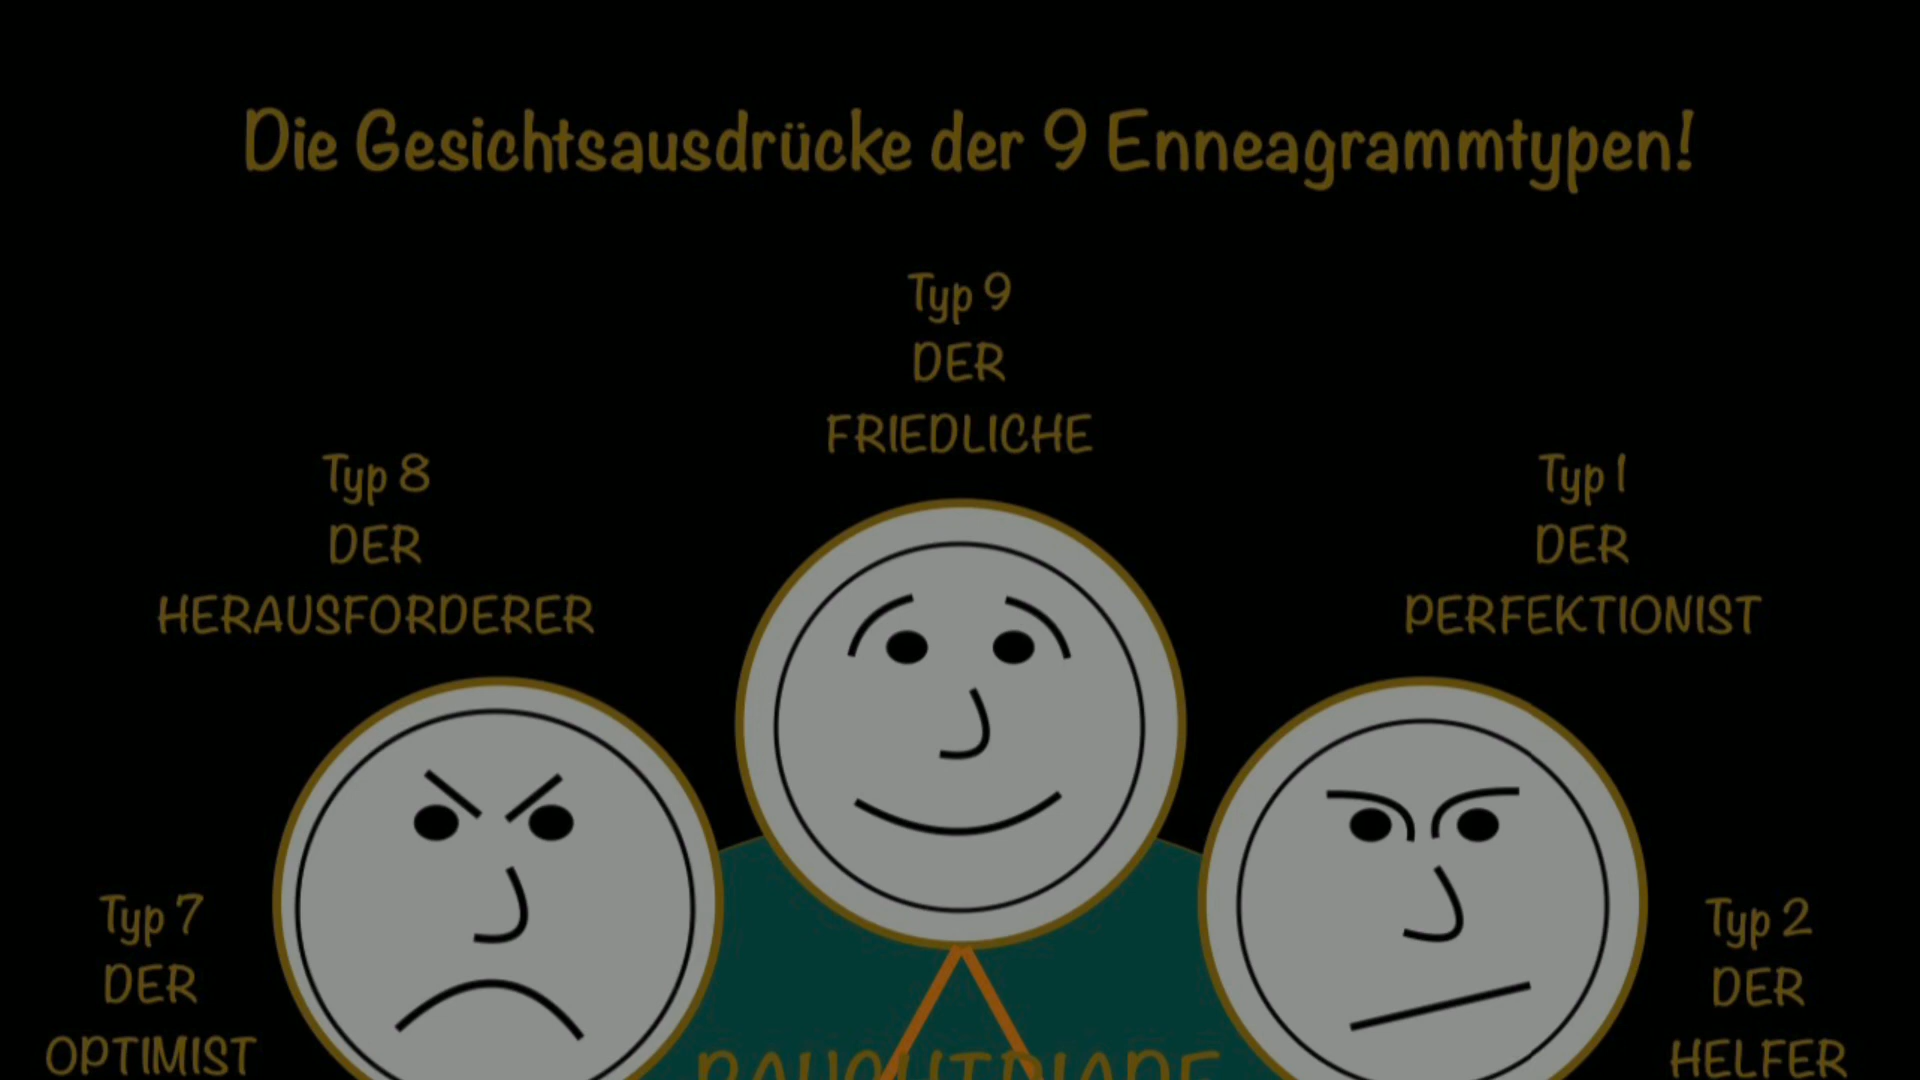 Die Gesichtsausdrücke der 9 Enneagrammtypen!
Typ 9
DER
FRIEDLICHE
Typ 8
DER
HERAUSFORDERER
Typ 1
DER
PERFEKTIONIST
Typ 7
DER
OPTIMIST
Typ 2
DER
HELFER
BAUCHTRIADE